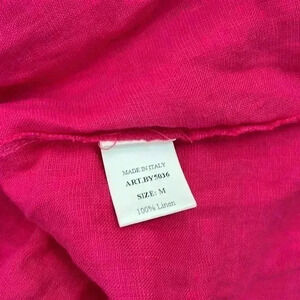 MADE IN ITALY
ART.BY5036
SIZE: M
100% Linen